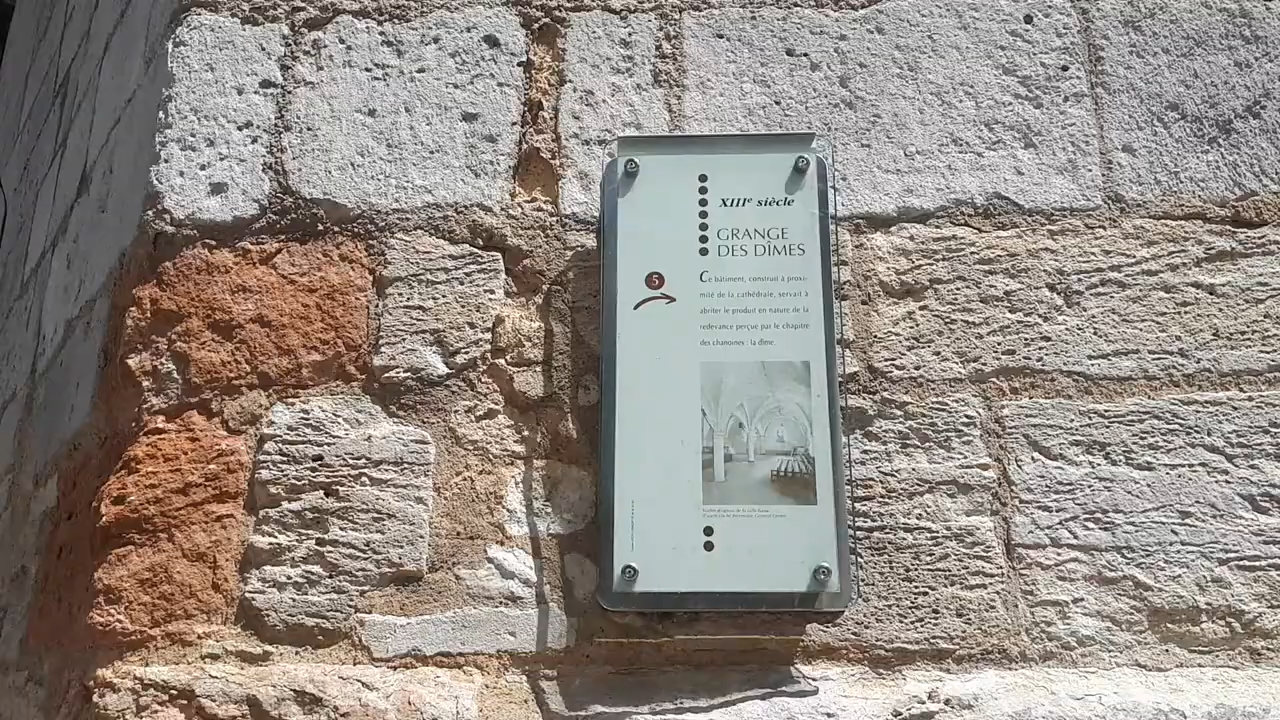 XIIIe siècle
GRANGE
DES DÎMES
5
Ce bâtiment, construit à proxi-
mité de la cathédrale, servait à
abriter le produit en nature de la
redevance perçue par le chapitre
des chanoines : la dîme.